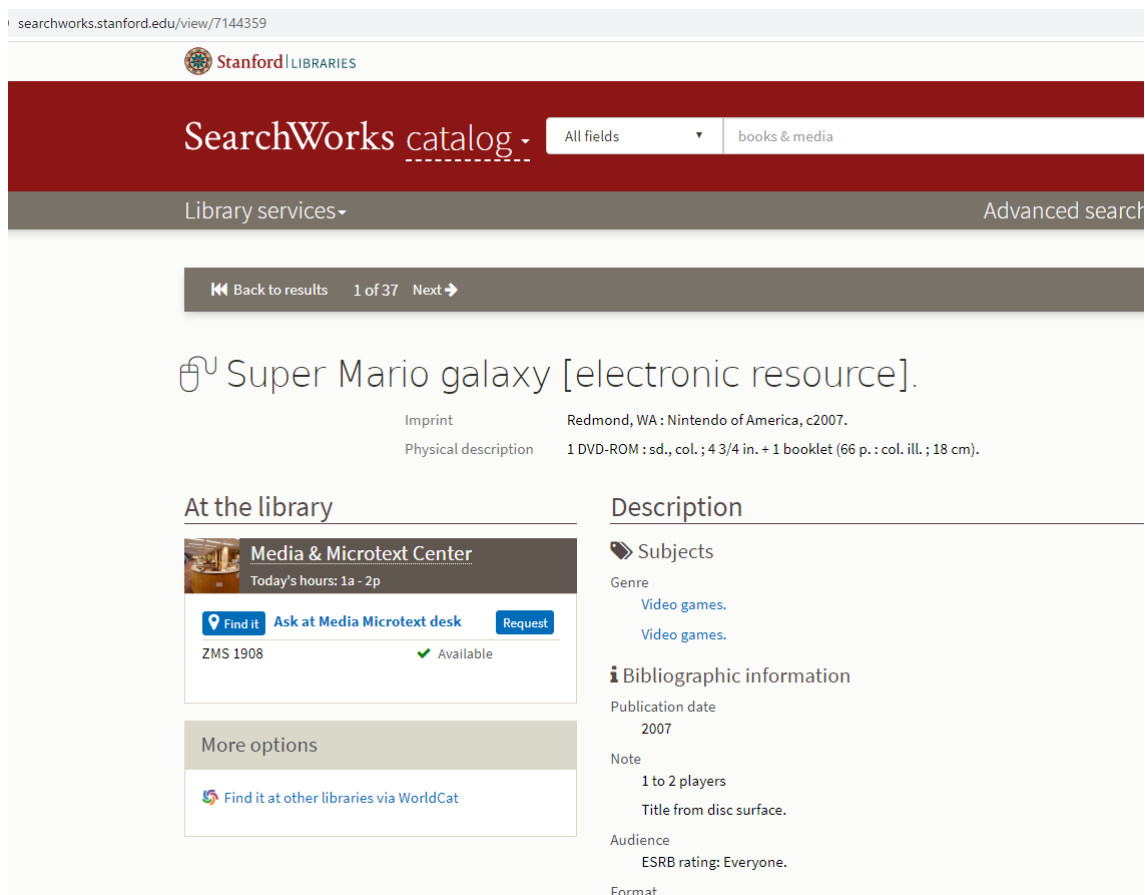 searchworks.stanford.edu/view/7144359
Stanford LIBRARIES
SearchWorks catalog
All fields
books & media
Library services
Advanced search
Back to results 1 of 37 Next
Super Mario galaxy [electronic resource].
Imprint Redmond, WA : Nintendo of America, c2007.
Physical description 1 DVD-ROM : sd., col. ; 4 3/4 in. + 1 booklet (66 p. : col. ill. ; 18 cm).
At the library
Media & Microtext Center
Today's hours: 1a - 2p
Find it Ask at Media Microtext desk Request
ZMS 1908 Available
More options
Find it at other libraries via WorldCat
Description
Subjects
Genre
Video games.
Video games.
Bibliographic information
Publication date
2007
Note
1 to 2 players
Title from disc surface.
Audience
ESRB rating: Everyone.
Format